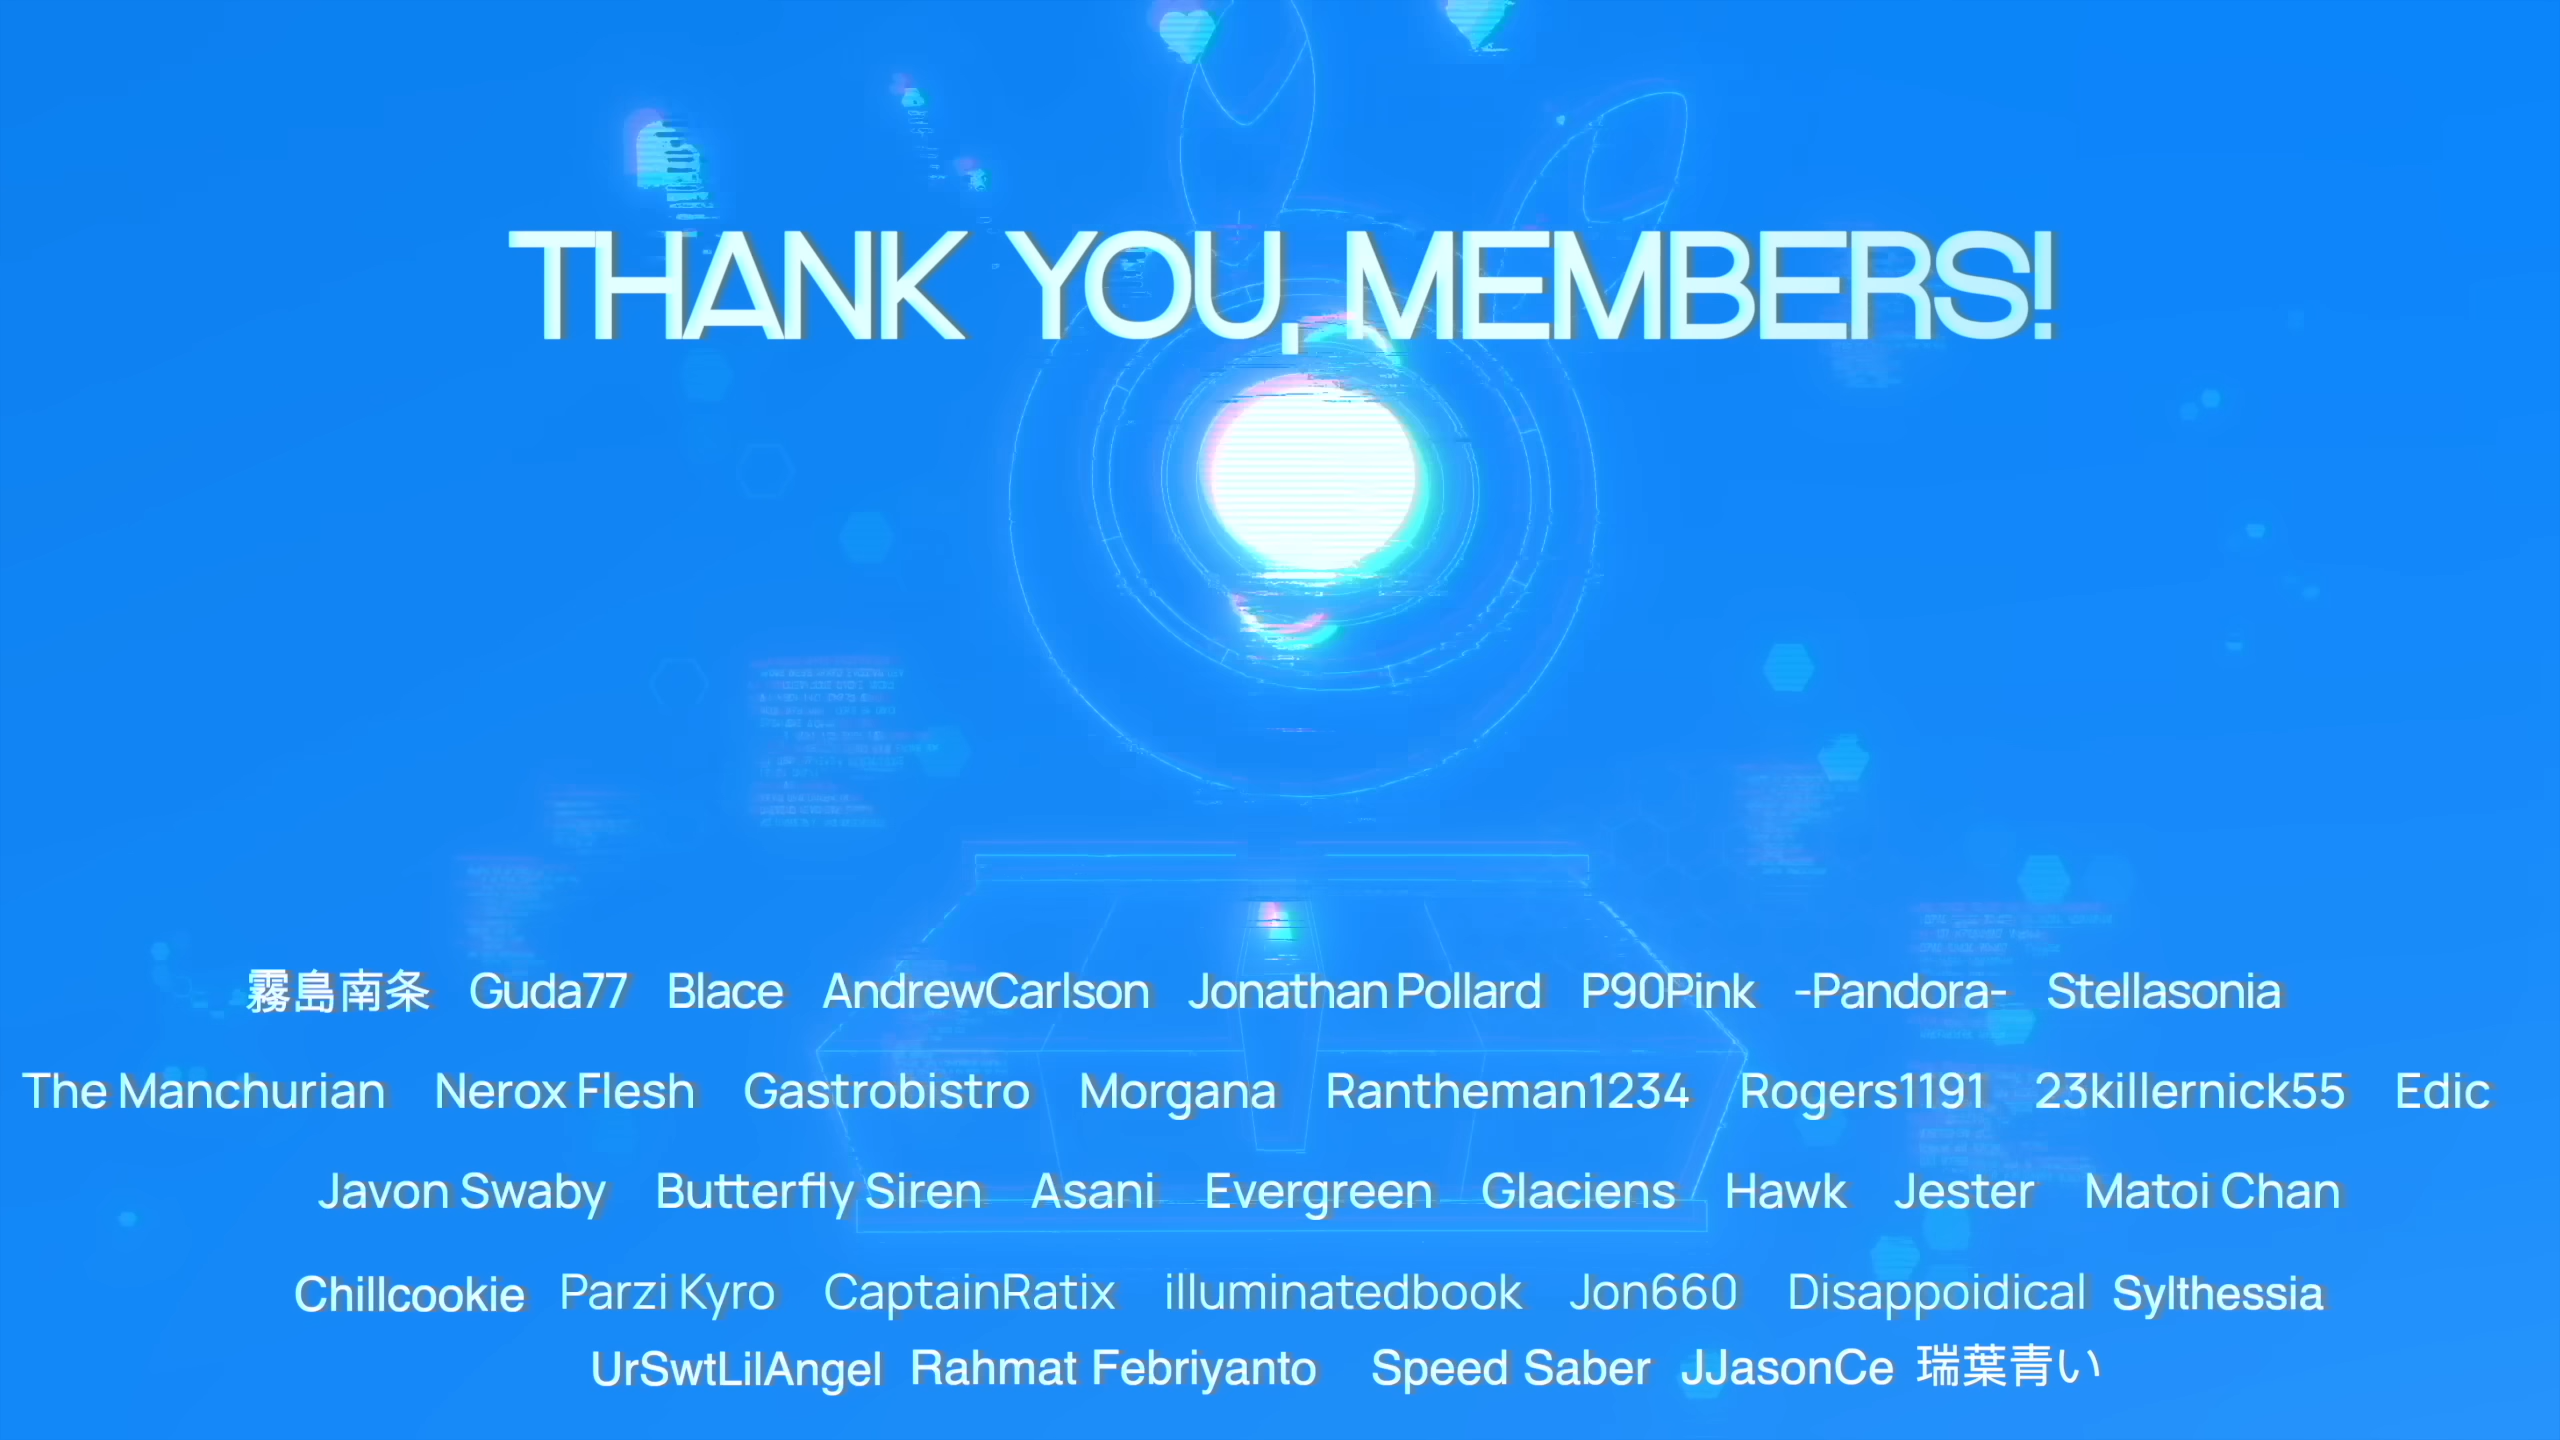 THANK YOU, MEMBERS!
霧島南条 Guda77 Blace AndrewCarlson Jonathan Pollard P90Pink -Pandora- Stellasonia
The Manchurian Nerox Flesh Gastrobistro Morgana Rantheman1234 Rogers1191 23killernick55 Edic
Javon Swaby Butterfly Siren Asani Evergreen Glaciens Hawk Jester Matoi Chan
Chillcookie Parzi Kyro CaptainRatix illuminatedbook Jon660 Disappoidical Sylthessia
UrSwtLilAngel Rahmat Febriyanto Speed Saber JJasonCe 瑞葉青い